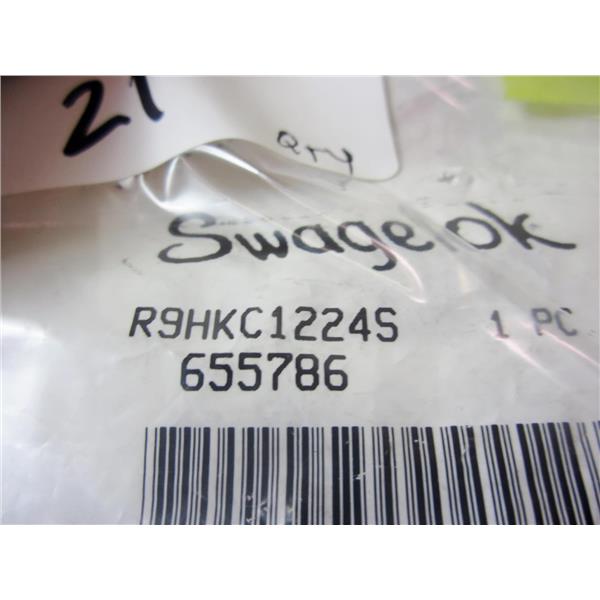 21
QTY
Swagelok
R9HKC1224S 1 PC
655786